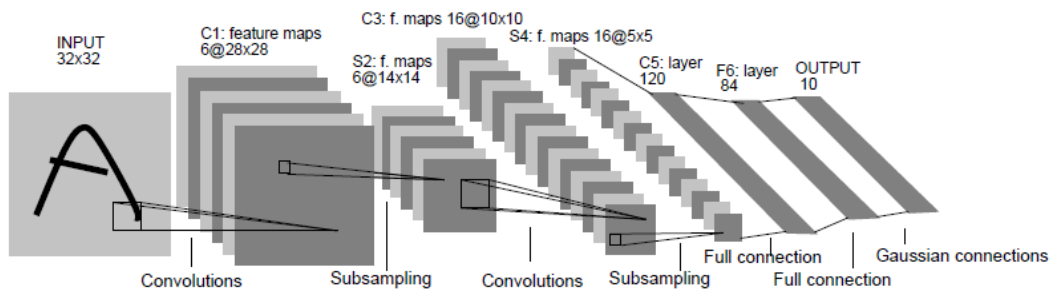 INPUT
32x32
C1: feature maps
6@28x28
S2: f. maps
6@14x14
C3: f. maps 16@10x10
S4: f. maps 16@5x5
C5: layer
120
F6: layer
84
OUTPUT
10
Convolutions
Subsampling
Convolutions
Subsampling
Full connection
Full connection
Gaussian connections